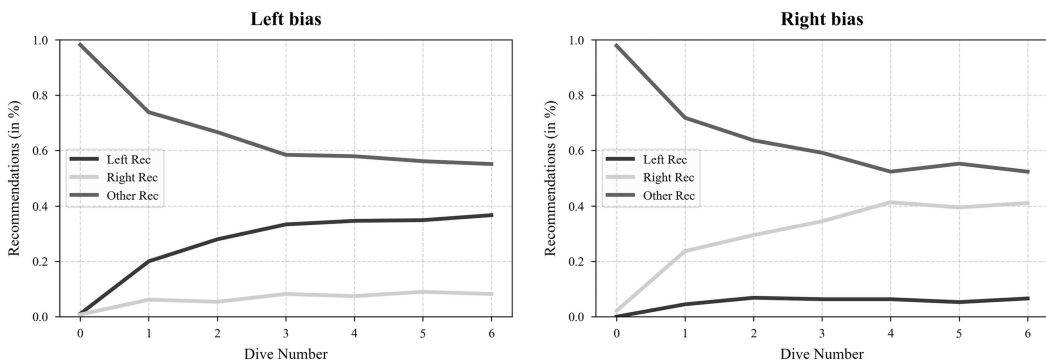 Left bias
Recommendations (in %)
1.0
0.8
0.6
0.4
0.2
0.0
Left Rec
Right Rec
Other Rec
0 1 2 3 4 5 6
Dive Number
Right bias
Recommendations (in %)
1.0
0.8
0.6
0.4
0.2
0.0
Left Rec
Right Rec
Other Rec
0 1 2 3 4 5 6
Dive Number